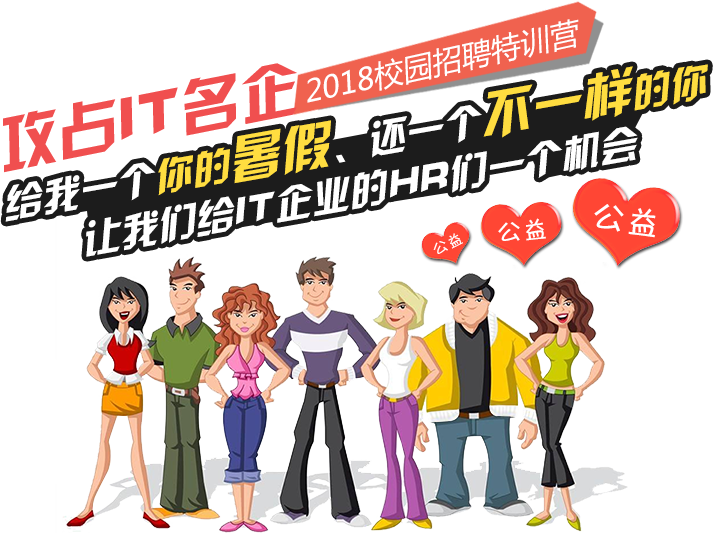 攻占IT名企
2018校园招聘特训营
给我一个你的暑假、还一个不一样的你
让我们给IT企业的HR们一个机会
公益
公益
公益